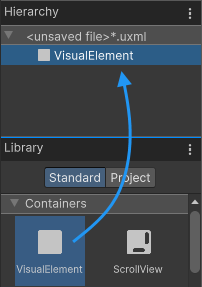 Hierarchy
<unsaved file>*.uxml
VisualElement
Library
Standard Project
Containers
VisualElement ScrollView